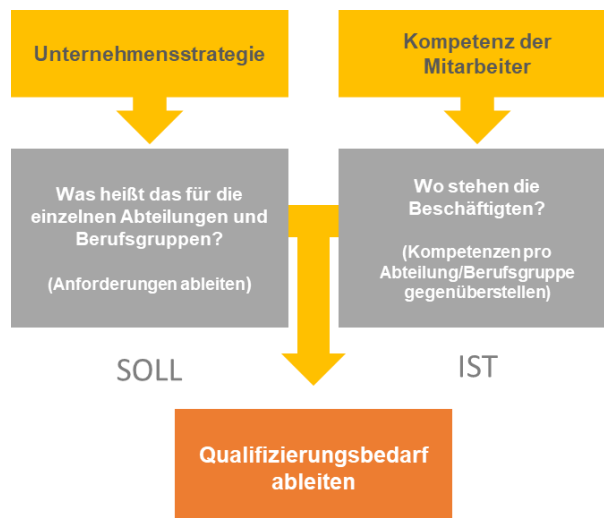 Unternehmensstrategie
Kompetenz der
Mitarbeiter
Was heißt das für die
einzelnen Abteilungen und
Berufsgruppen?
(Anforderungen ableiten)
Wo stehen die
Beschäftigten?
(Kompetenzen pro
Abteilung/Berufsgruppe
gegenüberstellen)
SOLL
IST
Qualifizierungsbedarf
ableiten